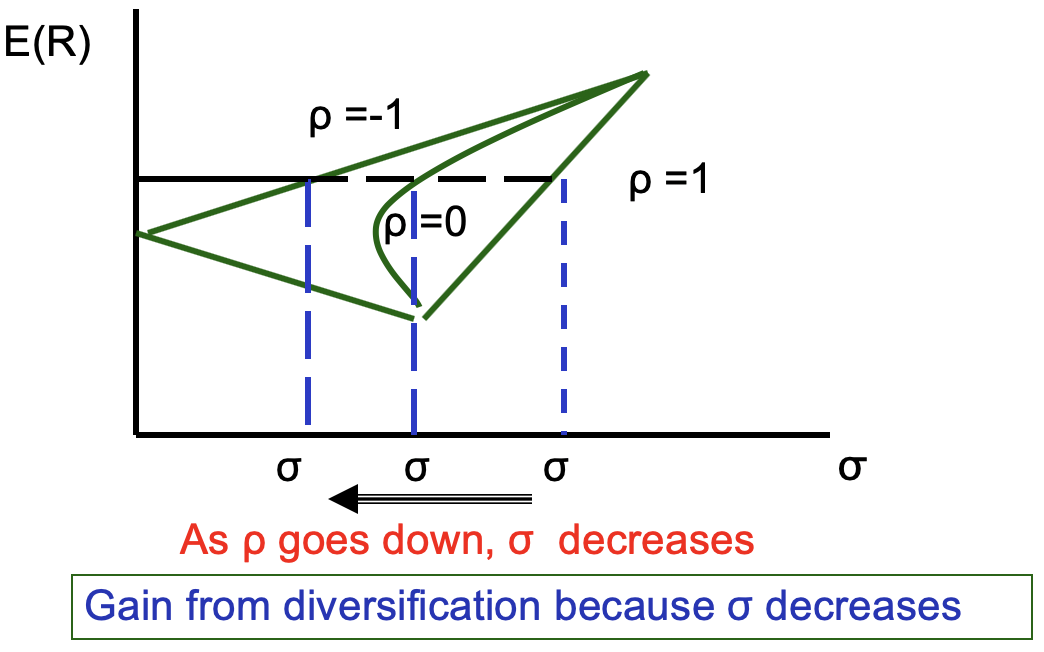 E(R)
ρ =-1
ρ =1
ρ =0
σ σ σ σ
As ρ goes down, σ decreases
Gain from diversification because σ decreases